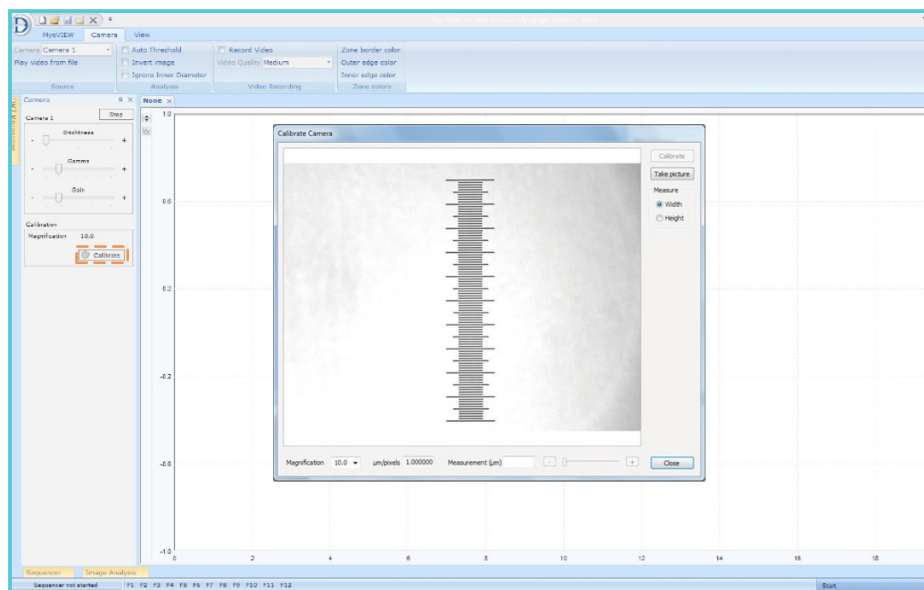 MyoVIEW Camera View
Camera Camera 1
Play video from file
Source
Auto Threshold
Invert image
Ignore Inner Diameter
Analysis
Record Video
Video Quality Medium
Video Recording
Zone border color
Outer edge color
Inner edge color
Zone colors
Camera
Camera 1 Stop
Brightness
- +
Gamma
- +
Gain
- +
Calibration
Magnification 10.0
Calibrate
None
1.0
0.6
0.2
-0.2
-0.6
-1.0
0 2 4 6 8 10 12 14 16 18
Calibrate Camera
Calibrate
Take picture
Measure
Width
Height
Magnification 10.0 µm/pixels 1.000000 Measurement (µm) - +
Close
Sequencer Image Analysis
Sequencer not started F1 F2 F3 F4 F5 F6 F7 F8 F9 F10 F11 F12 Start